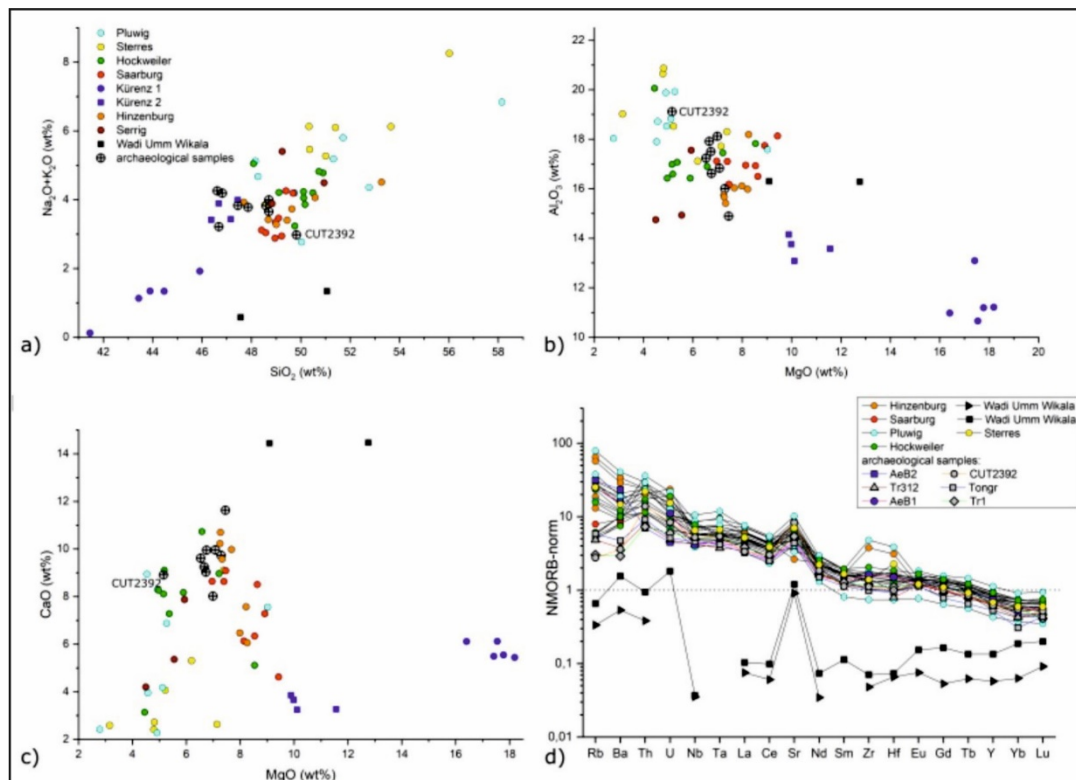 Pluwig
Sterres
Hockweiler
Saarburg
Kürenz 1
Kürenz 2
Hinzenburg
Serrig
Wadi Umm Wikala
archaeological samples
CUT2392
8
6
4
2
0
Na2O+K2O (wt%)
42 44 46 48 50 52 54 56 58
SiO2 (wt%)
a)
22
20
18
16
14
12
10
Al2O3 (wt%)
CUT2392
2 4 6 8 10 12 14 16 18 20
MgO (wt%)
b)
14
12
10
8
6
4
2
CaO (wt%)
CUT2392
2 4 6 8 10 12 14 16 18
MgO (wt%)
c)
Hinzenburg Wadi Umm Wikala
Saarburg Wadi Umm Wikala
Pluwig Sterres
Hockweiler
archaeological samples:
AeB2 CUT2392
Tr312 Tongr
AeB1 Tr1
100
10
1
0,1
0,01
NMORB-norm
Rb Ba Th U Nb Ta La Ce Sr Nd Sm Zr Hf Eu Gd Tb Y Yb Lu
d)